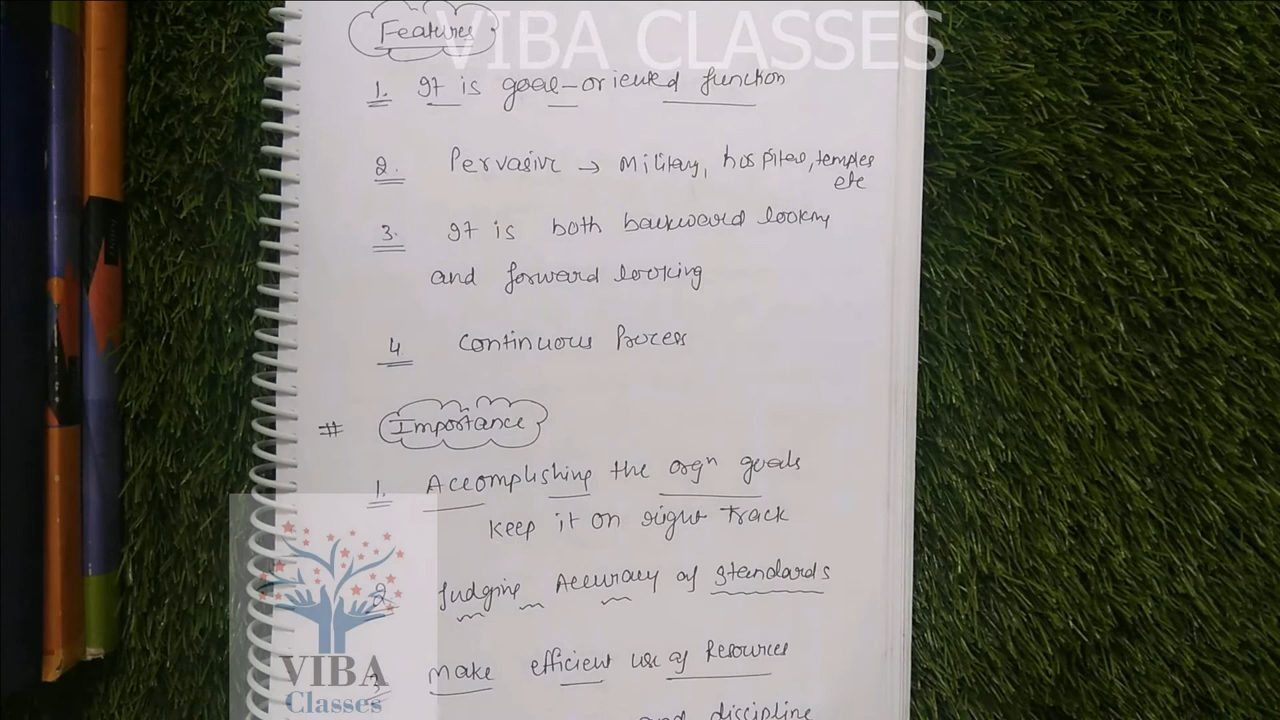 VIBA CLASSES
Features
1. It is goal-oriented function
2. Pervasive → Military, hospital, temples
etc
3. It is both backward looking
and forward looking
4 Continuous Process
# Importance
1. Accomplishing the orgn goals
keep it on right Track
2. Judging Accuracy of standards
3 Make efficient use of Resources
and discipline
VIBA
Classes